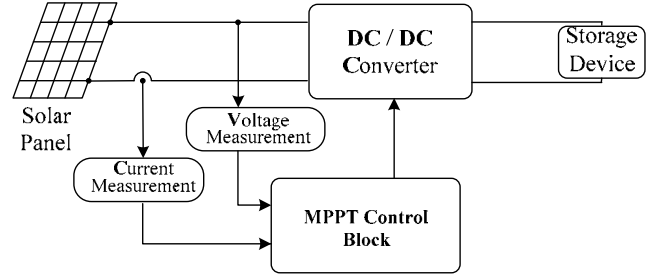 DC / DC
Converter
Storage
Device
Solar
Panel
Voltage
Measurement
Current
Measurement
MPPT Control
Block